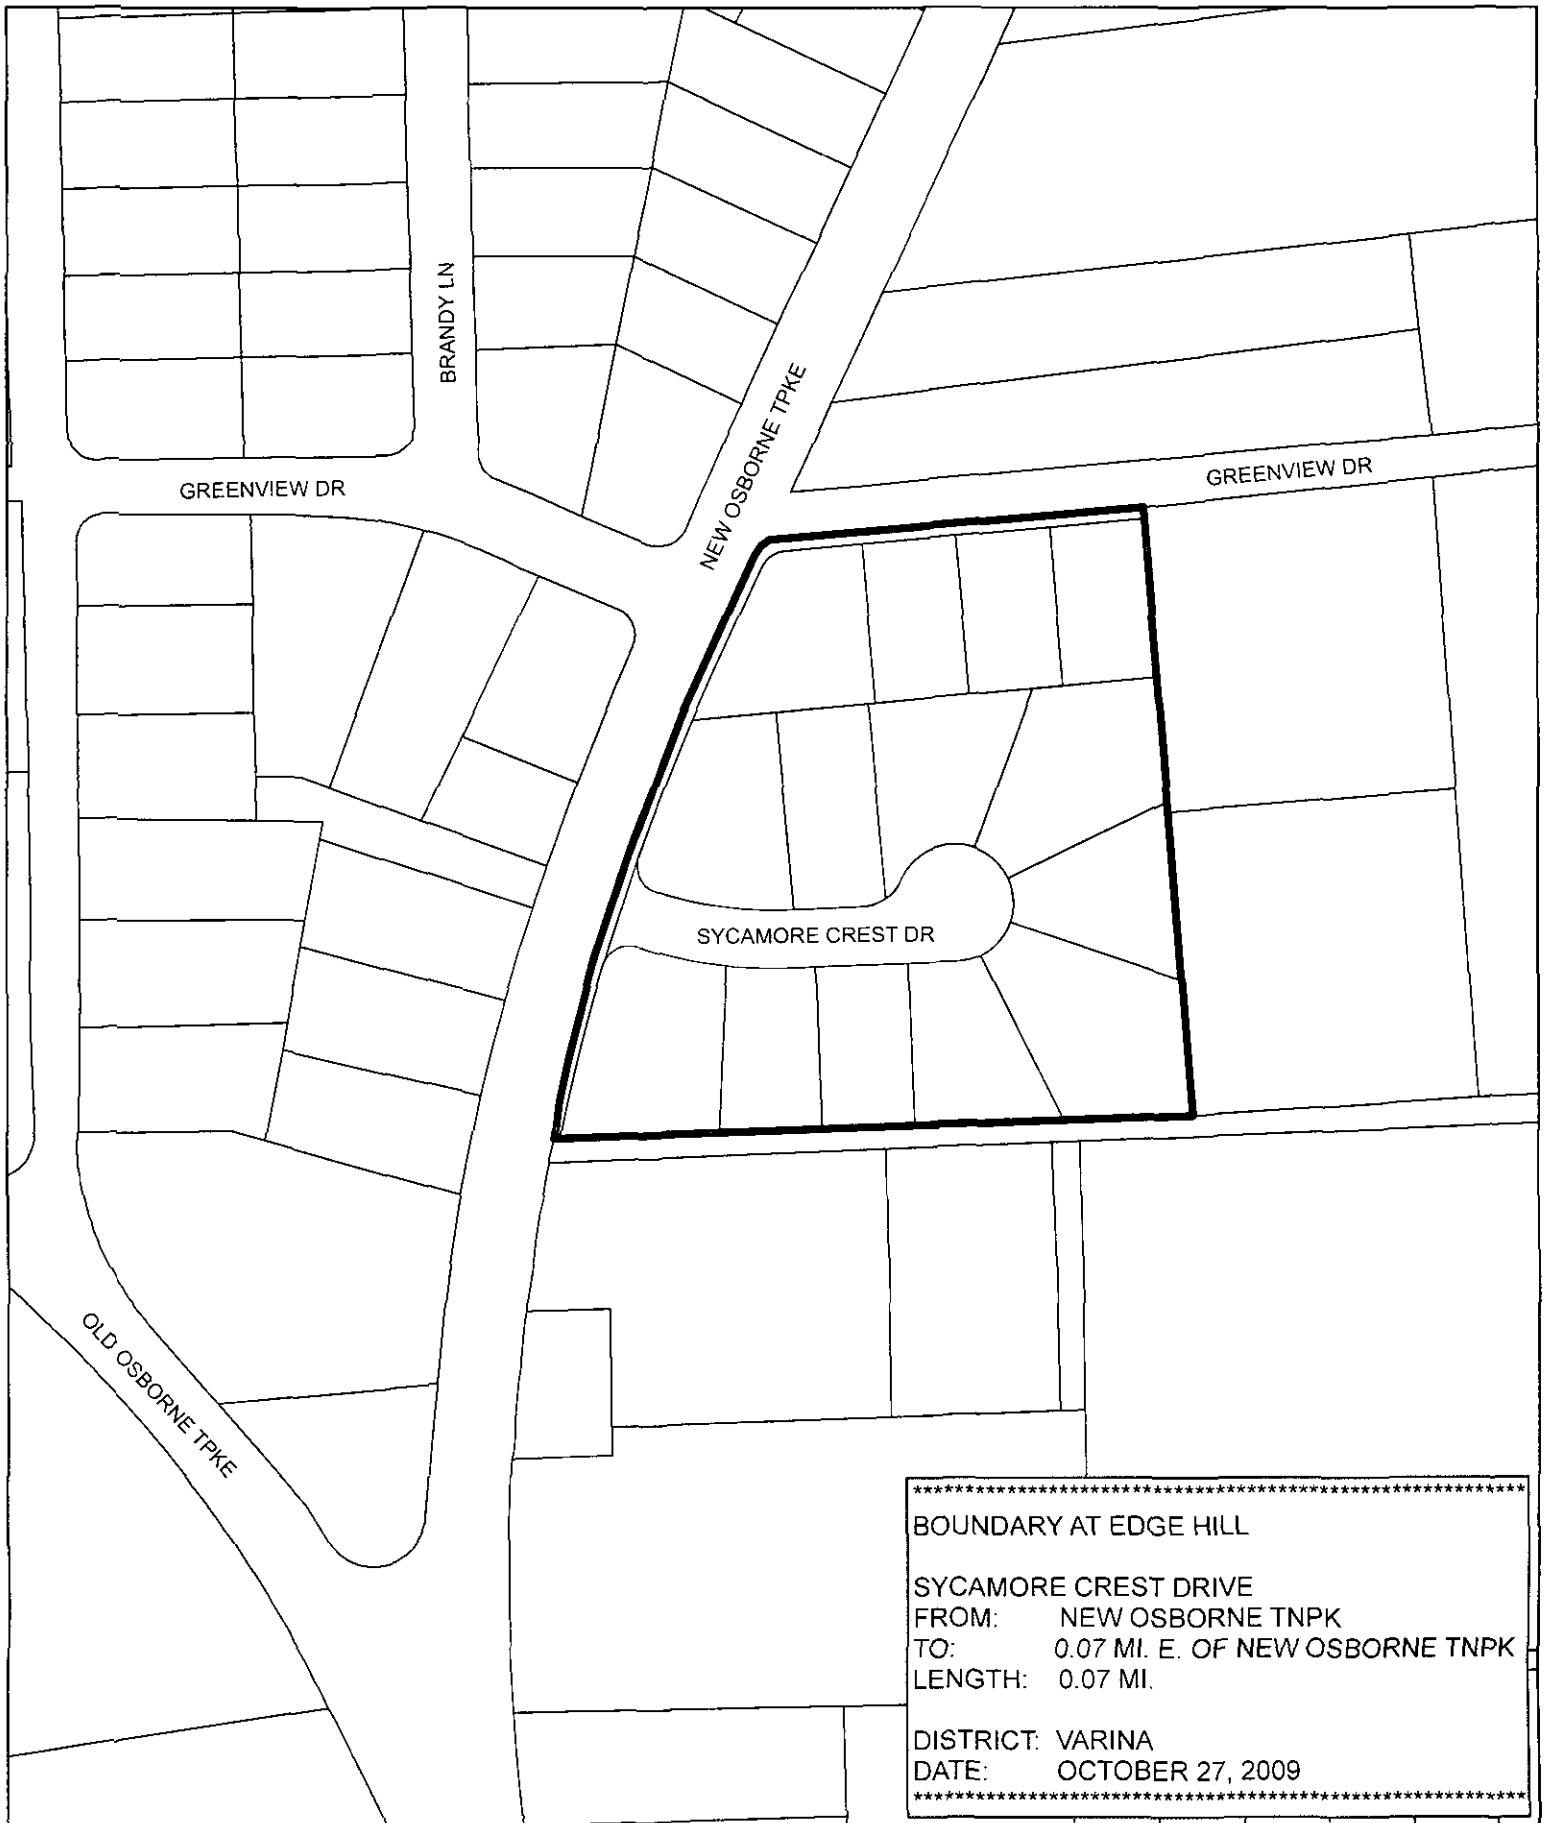 BRANDY LN
NEW OSBORNE TPKE
GREENVIEW DR
GREENVIEW DR
SYCAMORE CREST DR
OLD OSBORNE TPKE
BOUNDARY AT EDGE HILL
SYCAMORE CREST DRIVE
FROM: NEW OSBORNE TNPK
TO: 0.07 MI. E. OF NEW OSBORNE TNPK
LENGTH: 0.07 MI.
DISTRICT: VARINA
DATE: OCTOBER 27, 2009